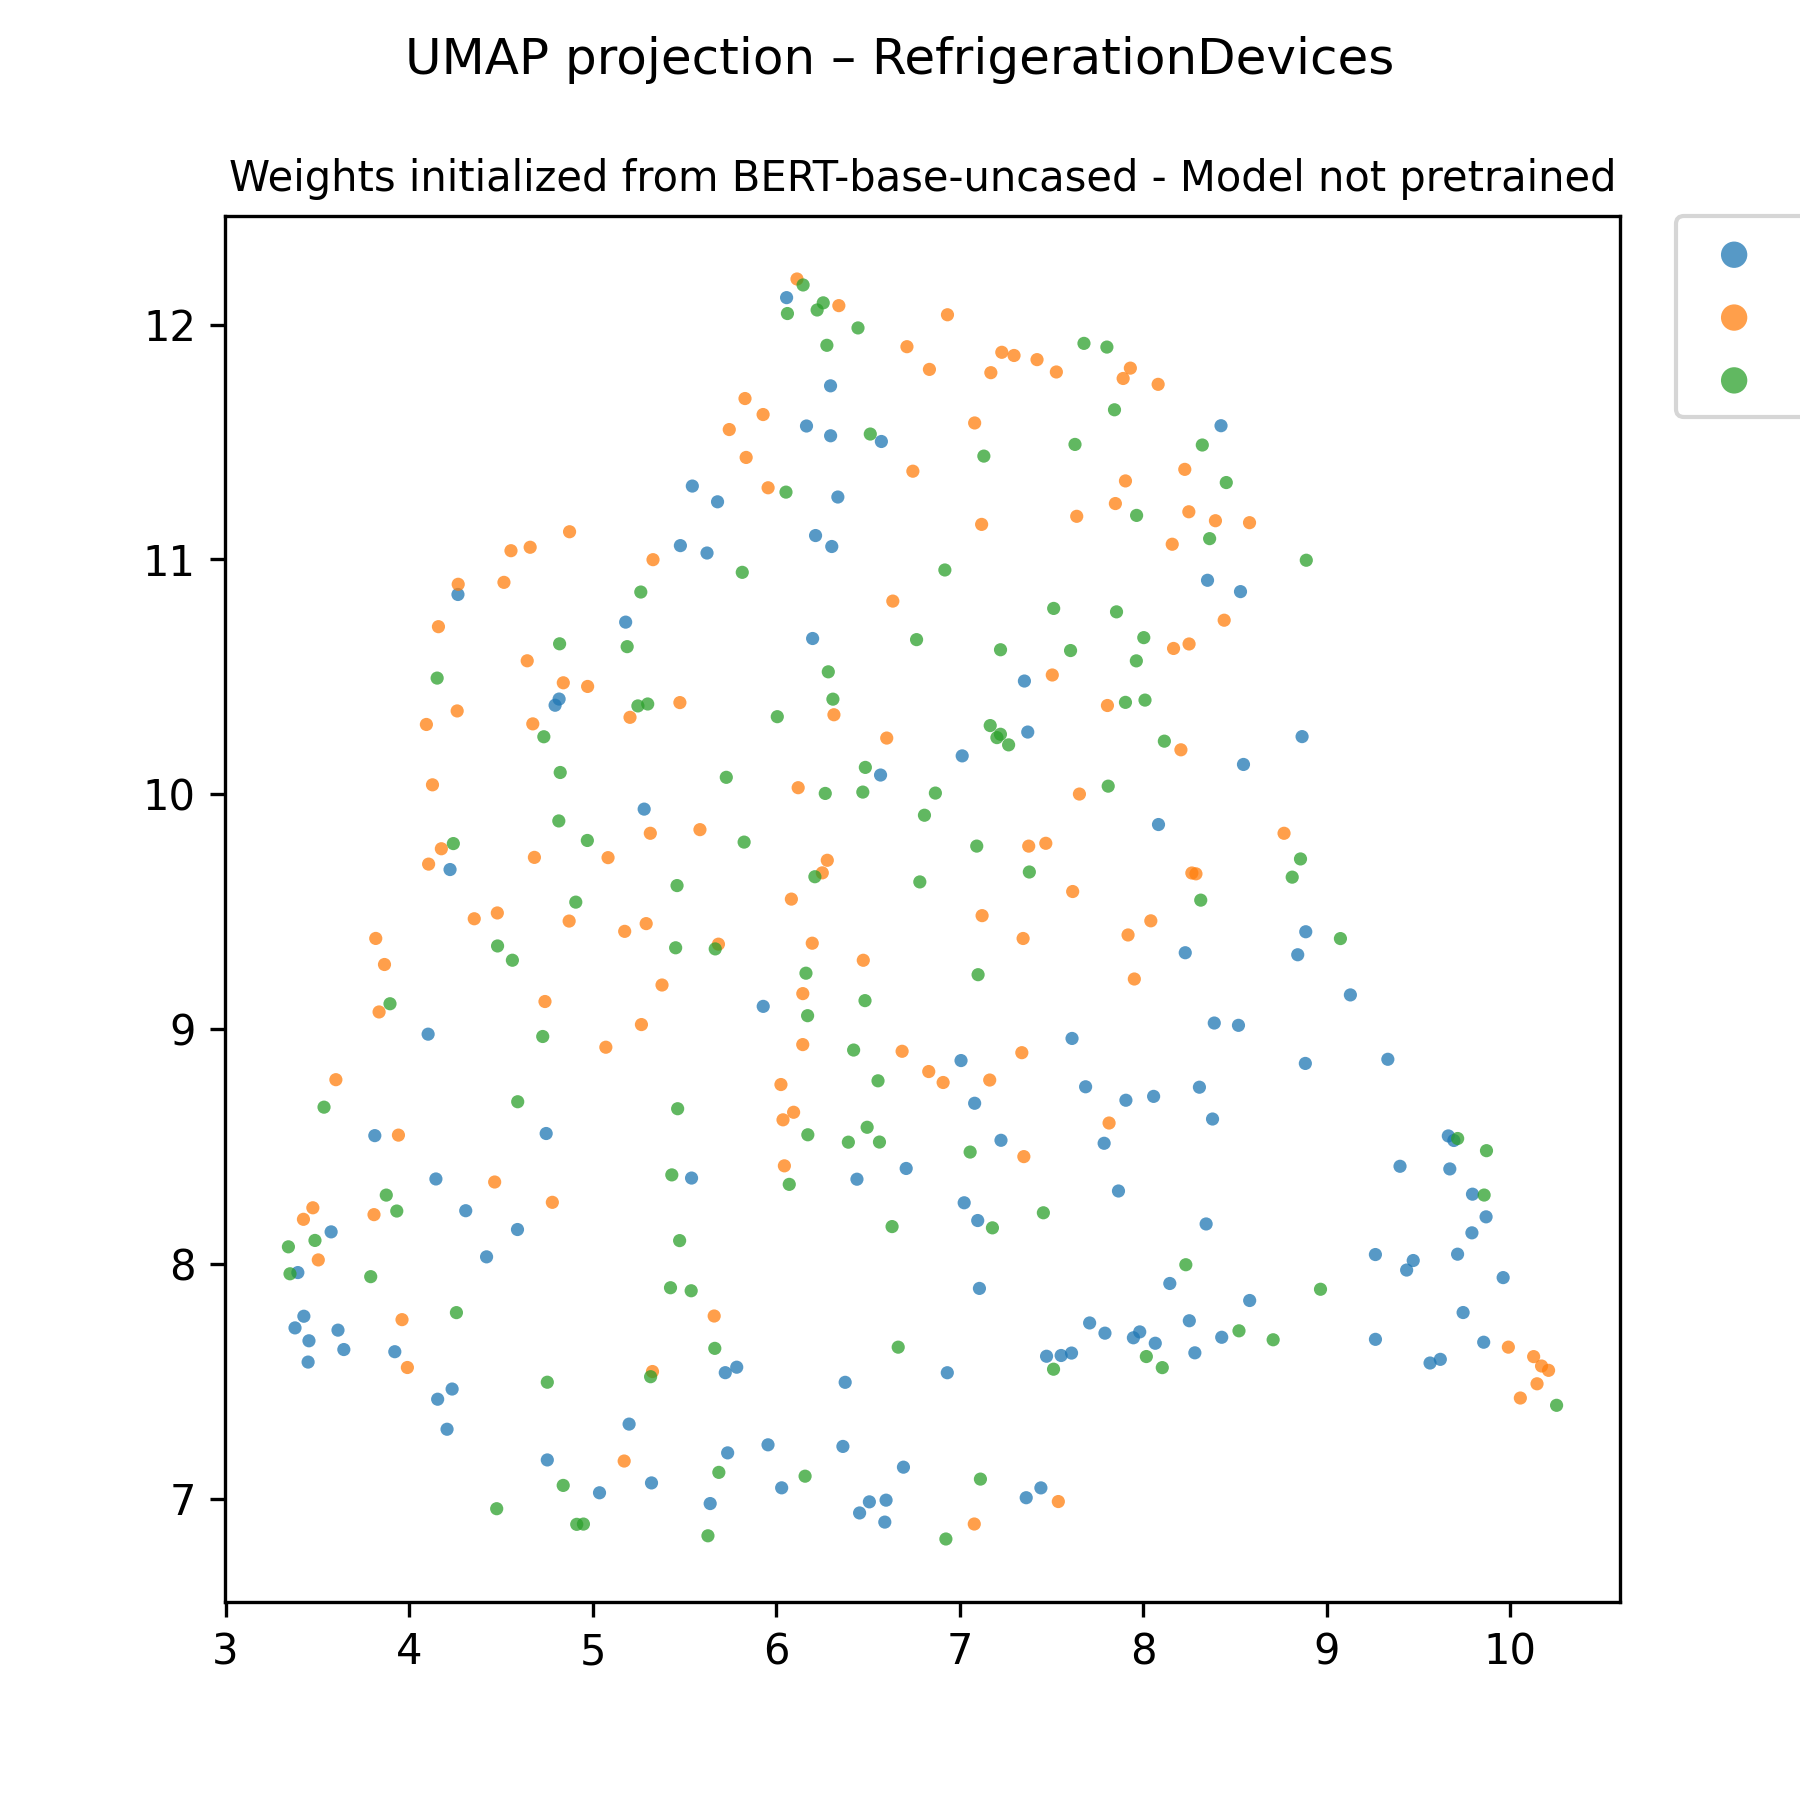 UMAP projection – RefrigerationDevices
Weights initialized from BERT-base-uncased - Model not pretrained
12
11
10
9
8
7
3 4 5 6 7 8 9 10